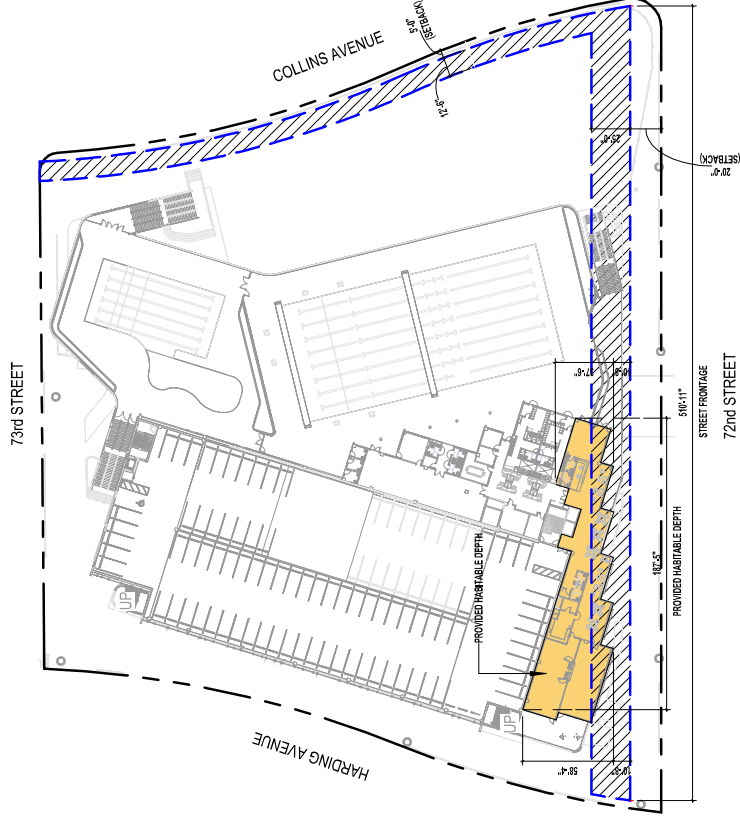 COLLINS AVENUE
5'-0"
(SETBACK)
12'-6"
25'-0"
20'-0"
(SETBACK)
73rd STREET
510'-11"
STREET FRONTAGE
72nd STREET
187'-5"
PROVIDED HABITABLE DEPTH
PROVIDED HABITABLE DEPTH
UP
UP
58'-4"
HARDING AVENUE